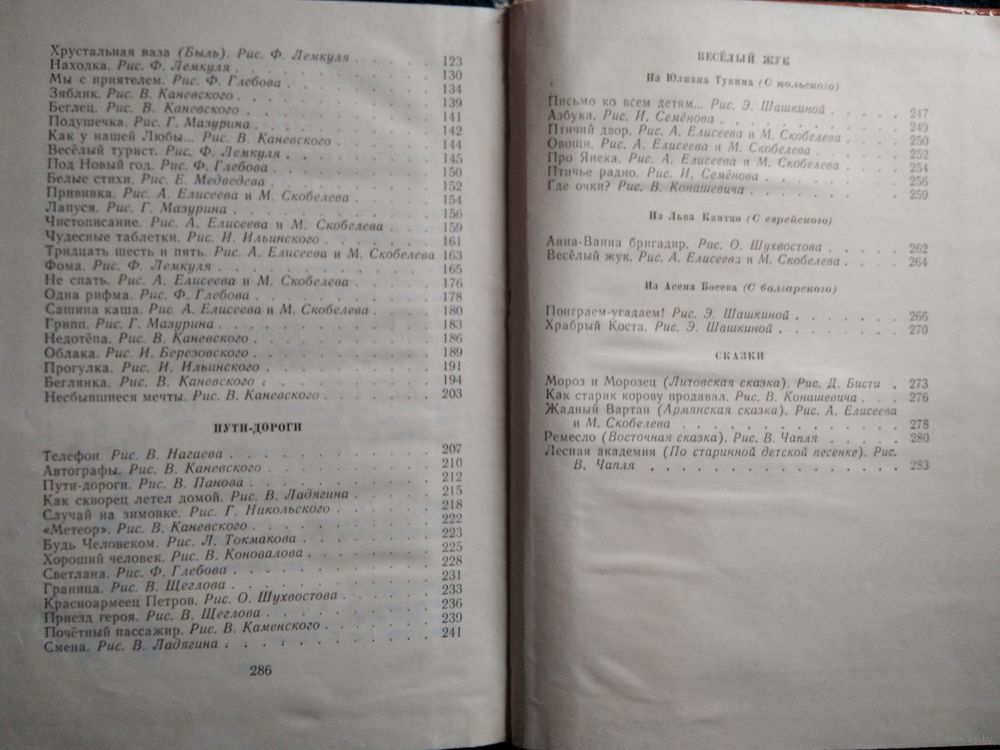 Хрустальная ваза (Быль). Рис. Ф. Лемкуля 123
Находка. Рис. Ф. Лемкуля . . . . . . 130
Мы с приятелем. Рис. Ф. Глебова . . . . . 134
Зяблик. Рис. В. Каневского . . . . . . 139
Беглец. Рис. В. Каневского . . . . . . 141
Подушечка. Рис. Г. Мазурина . . . . . . 142
Как у нашей Любы... Рис. В. Каневского . . . 144
Весёлый турист. Рис. Ф. Лемкуля . . . . . 145
Под Новый год. Рис. Ф. Глебова . . . . . 150
Белые стихи. Рис. Е. Медведева . . . . . 152
Прививка. Рис. А. Елисеева и М. Скобелева . . 154
Лапуся. Рис. Г. Мазурина . . . . . . 156
Чистописание. Рис. А. Елисеева и М. Скобелева . 159
Чудесные таблетки. Рис. И. Ильинского . . . 161
Тридцать шесть и пять. Рис. А. Елисеева и М. Скобелева 163
Фома. Рис. Ф. Лемкуля . . . . . . 165
Не спать. Рис. А. Елисеева и М. Скобелева . . 176
Одна рифма. Рис. Ф. Глебова . . . . . 178
Сашина каша. Рис. А. Елисеева и М. Скобелева . 180
Грипп. Рис. Г. Мазурина . . . . . . 183
Недотёпа. Рис. В. Каневского . . . . . 186
Облака. Рис. И. Березовского . . . . . 189
Прогулка. Рис. И. Ильинского . . . . . 191
Беглянка. Рис. В. Каневского . . . . . 194
Несбывшиеся мечты. Рис. В. Каневского . . . 203
ПУТИ-ДОРОГИ
Телефон. Рис. В. Нагаева . . . . . . 207
Автографы. Рис. В. Каневского . . . . . 210
Пути-дороги. Рис. В. Панова . . . . . 212
Как скворец летел домой. Рис. В. Ладягина . . 215
Случай на зимовке. Рис. Г. Никольского . . . 218
«Метеор». Рис. В. Каневского . . . . . 222
Будь Человеком. Рис. Л. Токмакова . . . . 223
Хороший человек. Рис. В. Коновалова . . . . 225
Светлана. Рис. Ф. Глебова . . . . . . 228
Граница. Рис. В. Щеглова . . . . . . 231
Красноармеец Петров. Рис. О. Шухвостова . . . 233
Приезд героя. Рис. В. Щеглова . . . . . 236
Почётный пассажир. Рис. В. Каменского . . . 239
Смена. Рис. В. Ладягина . . . . . . 241
286
ВЕСЁЛЫЙ ЖУК
Из Юлиана Тувима (С польского)
Письмо ко всем детям... Рис. Э. Шашкиной . . . 247
Азбука. Рис. И. Семёнова . . . . . . 249
Птичий двор. Рис. А. Елисеева и М. Скобелева . 250
Овощи. Рис. А. Елисеева и М. Скобелева . . . 252
Про Янека. Рис. А. Елисеева и М. Скобелева . . 254
Птичье радио. Рис. И. Семёнова . . . . . 256
Где очки? Рис. В. Конашевича . . . . . 259
Из Льва Квитко (С еврейского)
Анна-Ванна бригадир. Рис. О. Шухвостова . . . 262
Весёлый жук. Рис. А. Елисеева и М. Скобелева . 264
Из Асена Босева (С болгарского)
Поиграем-угадаем! Рис. Э. Шашкиной . . . . 266
Храбрый Коста. Рис. Э. Шашкиной . . . . 270
СКАЗКИ
Мороз и Морозец (Литовская сказка). Рис. Д. Бисти . 273
Как старик корову продавал. Рис. В. Конашевича . 276
Жадный Вартан (Армянская сказка). Рис. А. Елисеева
и М. Скобелева . . . . . . . . 278
Ремесло (Восточная сказка). Рис. В. Чапля . . . 280
Лесная академия (По старинной детской песенке). Рис.
В. Чапля . . . . . . . . . 283